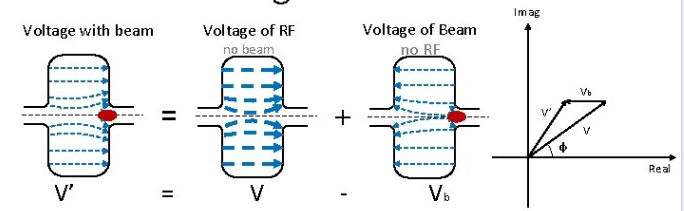 Imag
Voltage with beam
Voltage of RF
no beam
Voltage of Beam
no RF
=
+
V'
=
V
-
Vb
Vb
V'
V
ϕ
Real